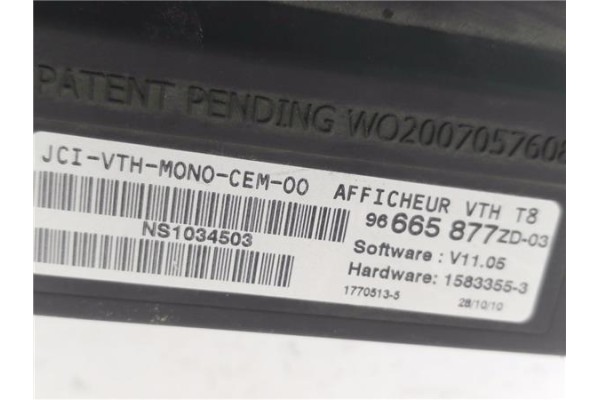 PATENT PENDING WO2007057608
JCI-VTH-MONO-CEM-00 AFFICHEUR VTH T8
96 665 877ZD-03
NS1034503
Software : V11.05
Hardware: 1583355-3
1770513-5 28/10/10